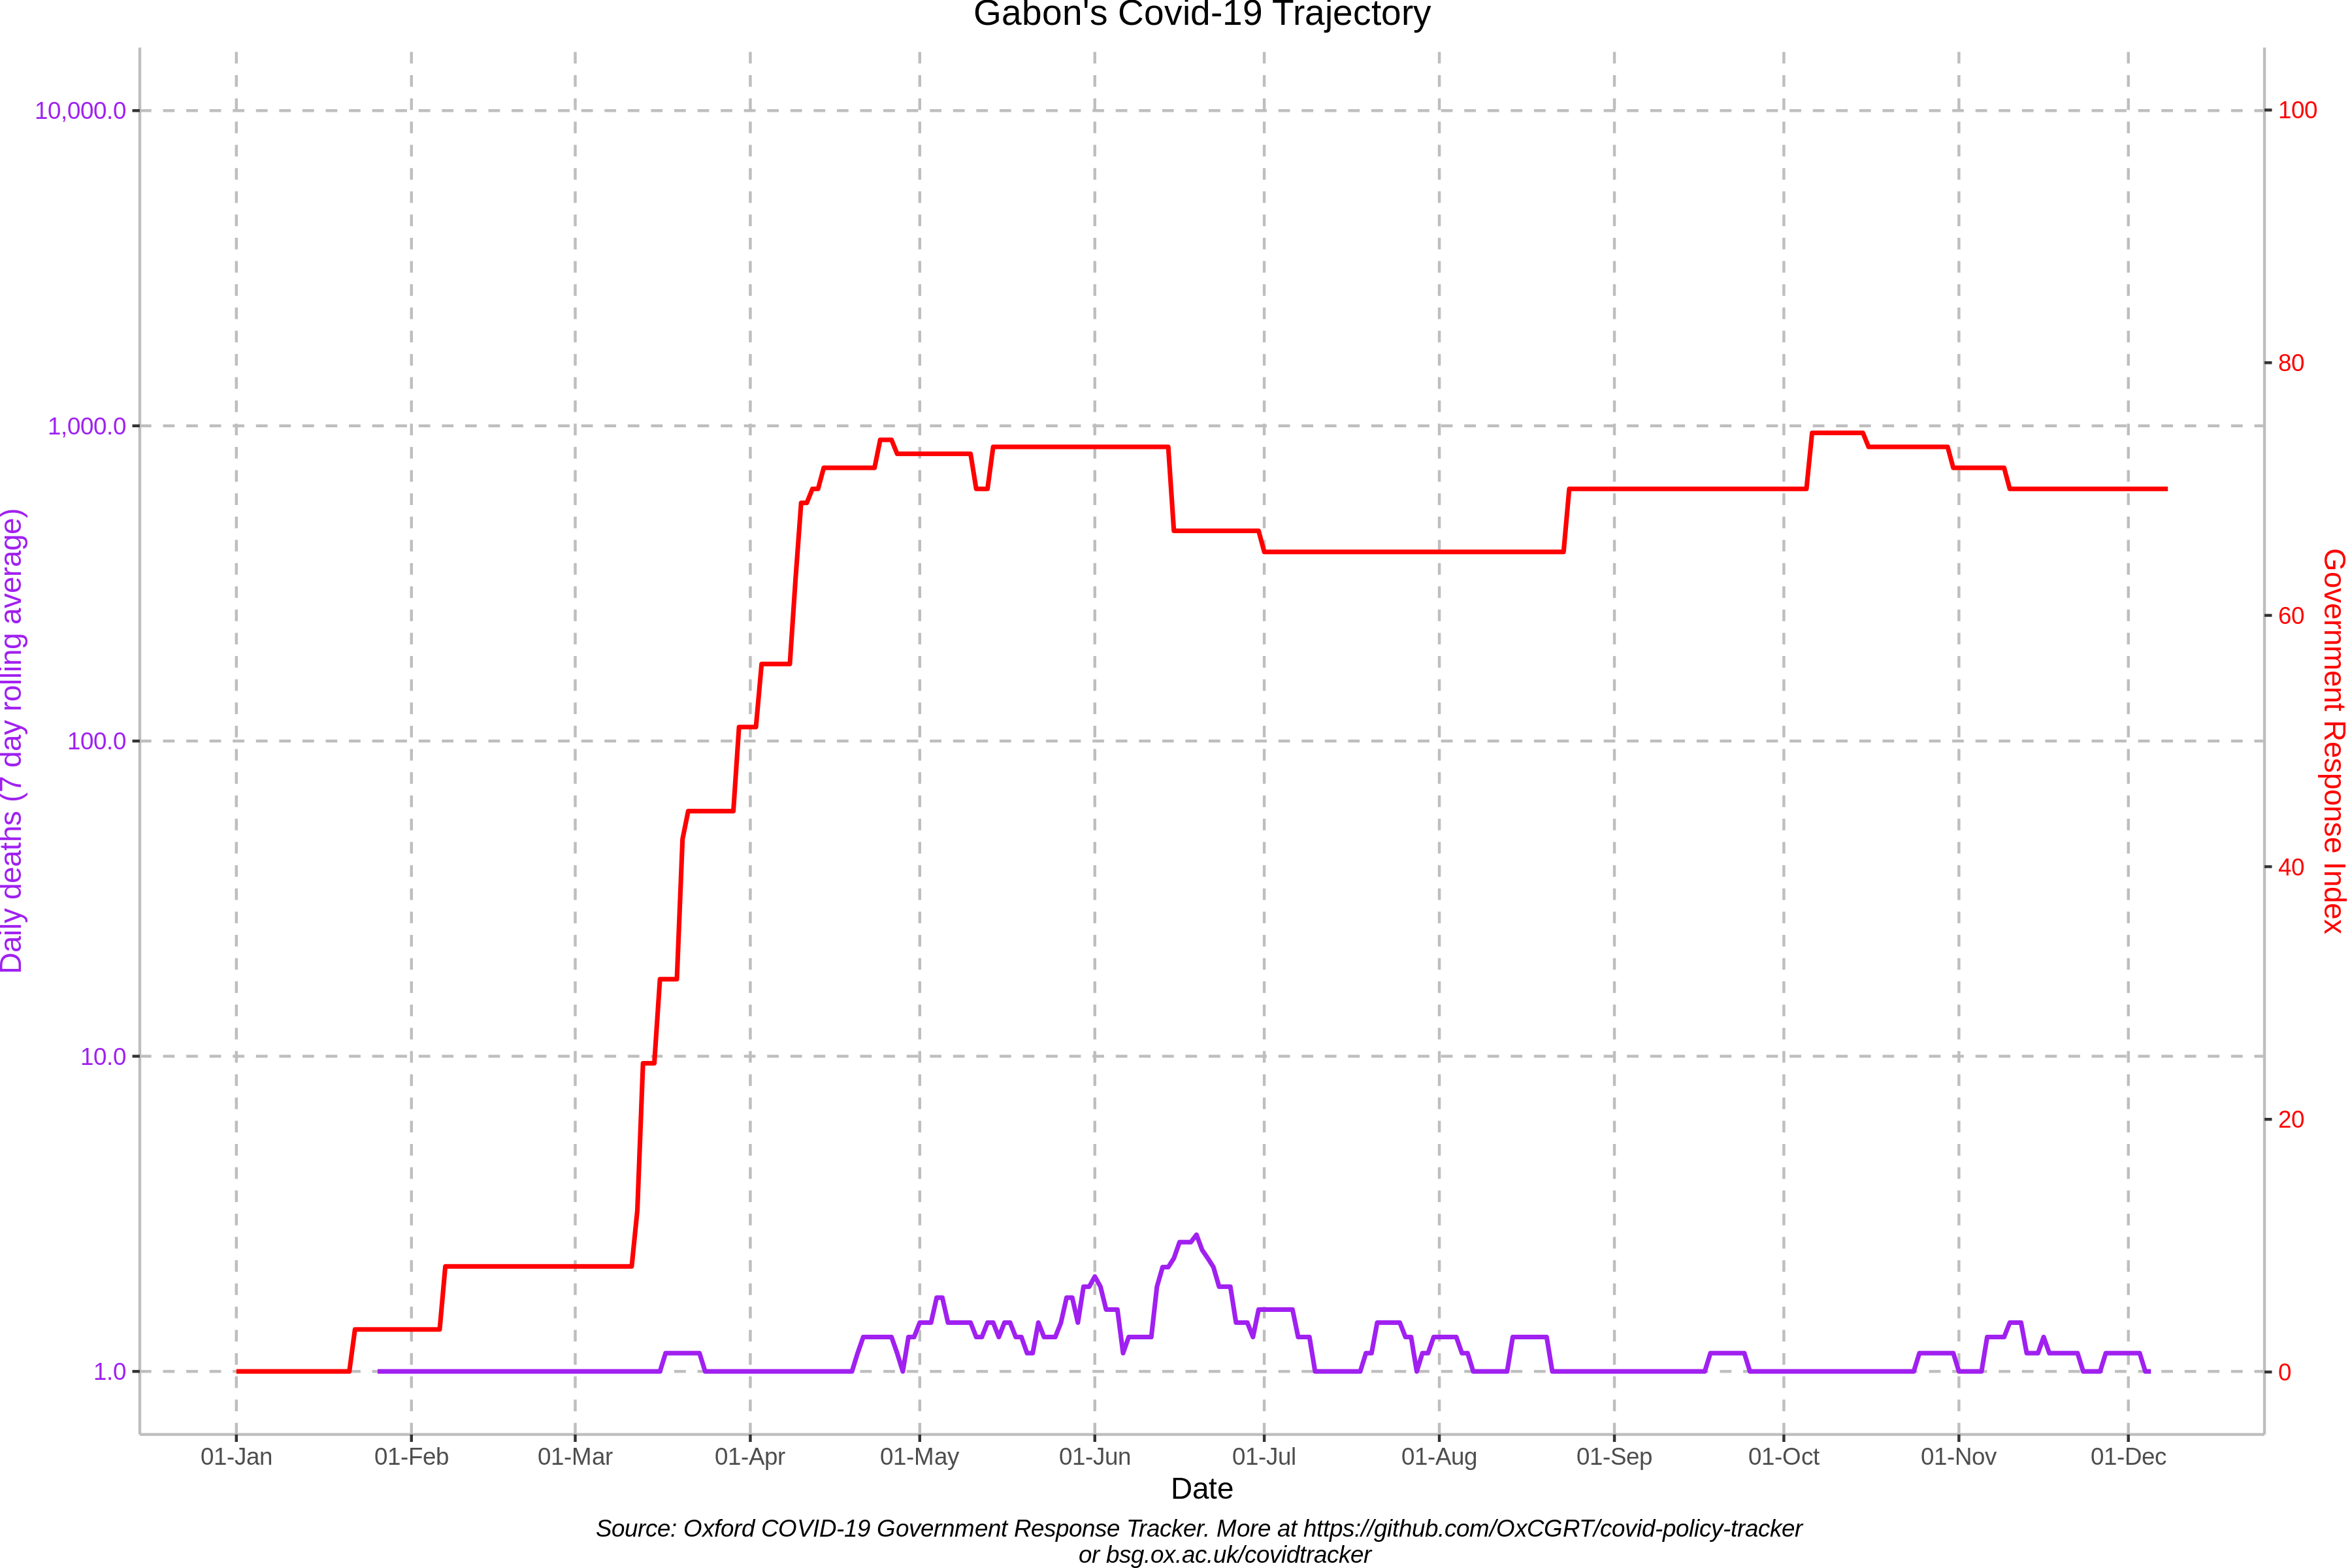 Gabon's Covid-19 Trajectory
10,000.0
1,000.0
100.0
10.0
1.0
Daily deaths (7 day rolling average)
100
80
60
40
20
0
Government Response Index
01-Jan
01-Feb
01-Mar
01-Apr
01-May
01-Jun
01-Jul
01-Aug
01-Sep
01-Oct
01-Nov
01-Dec
Date
Source: Oxford COVID-19 Government Response Tracker. More at https://github.com/OxCGRT/covid-policy-tracker
or bsg.ox.ac.uk/covidtracker